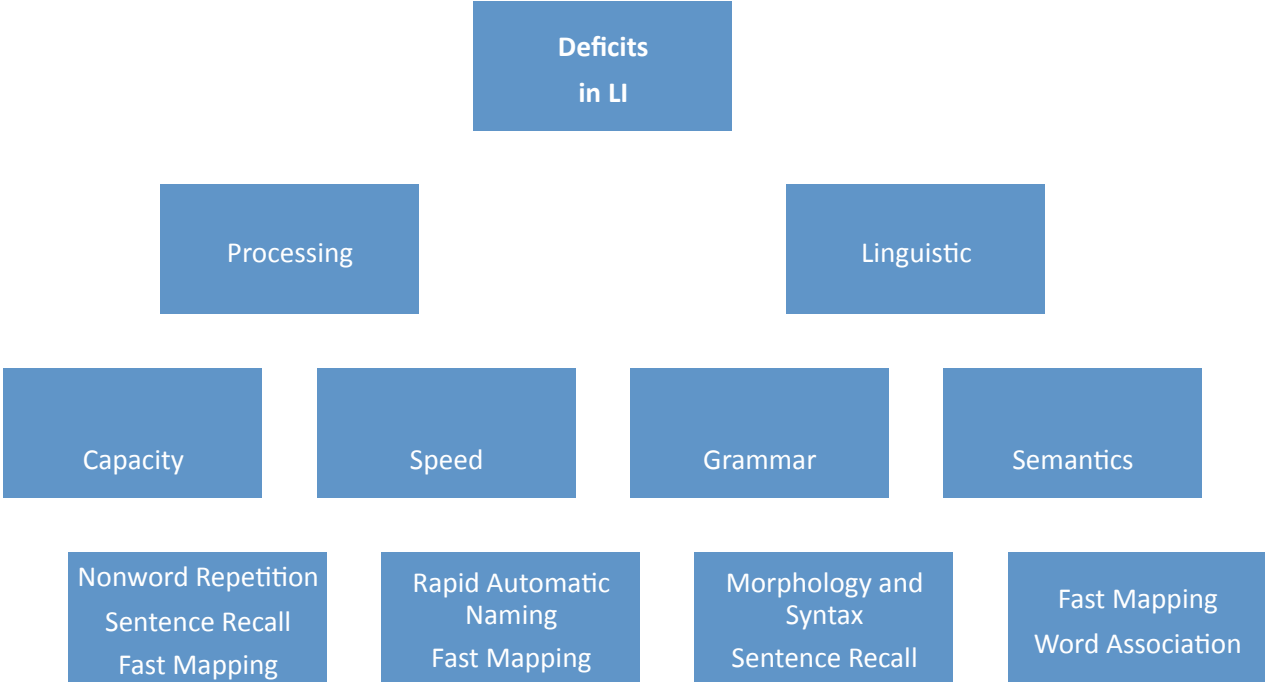 Deficits
in LI
Processing
Linguistic
Capacity
Speed
Grammar
Semantics
Nonword Repetition
Sentence Recall
Fast Mapping
Rapid Automatic
Naming
Fast Mapping
Morphology and
Syntax
Sentence Recall
Fast Mapping
Word Association